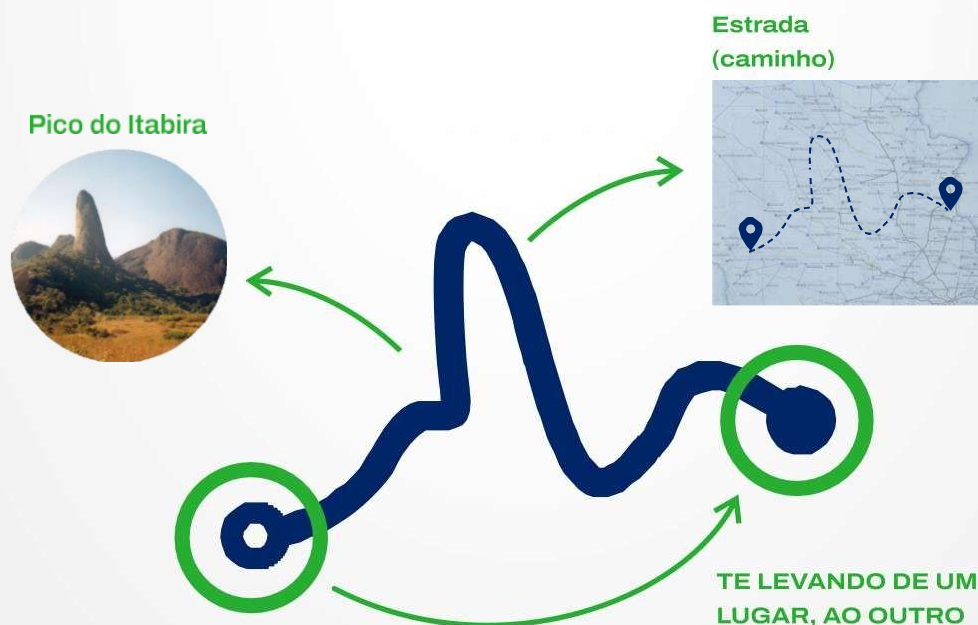 Estrada
(caminho)
Pico do Itabira
TE LEVANDO DE UM
LUGAR, AO OUTRO